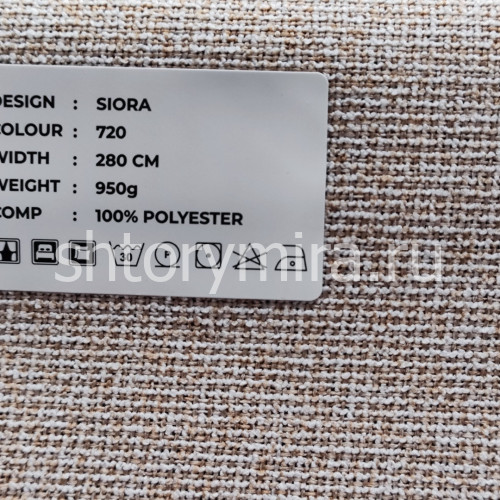 DESIGN : SIORA
COLOUR : 720
WIDTH : 280 CM
WEIGHT : 950g
COMP : 100% POLYESTER
30 P
shtorymira.ru